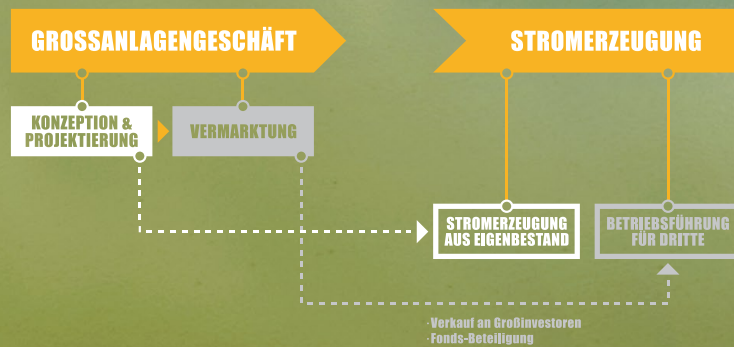 GROSSANLAGENGESCHÄFT
STROMERZEUGUNG
KONZEPTION &
PROJEKTIERUNG
VERMARKTUNG
STROMERZEUGUNG
AUS EIGENBESTAND
BETRIEBSFÜHRUNG
FÜR DRITTE
·Verkauf an Großinvestoren
·Fonds-Beteiligung